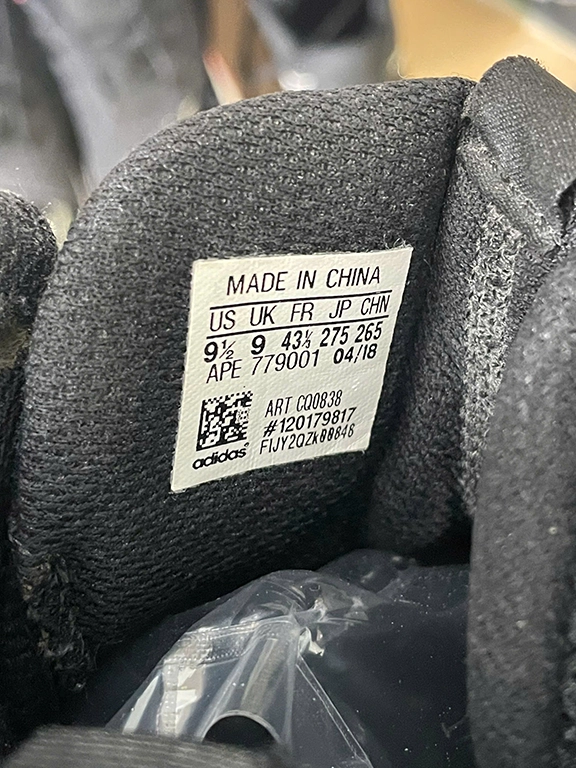 MADE IN CHINA
US UK FR JP CHN
9½ 9 43⅓ 275 265
APE 779001 04/18
ART CQ0838
#120179817
adidas